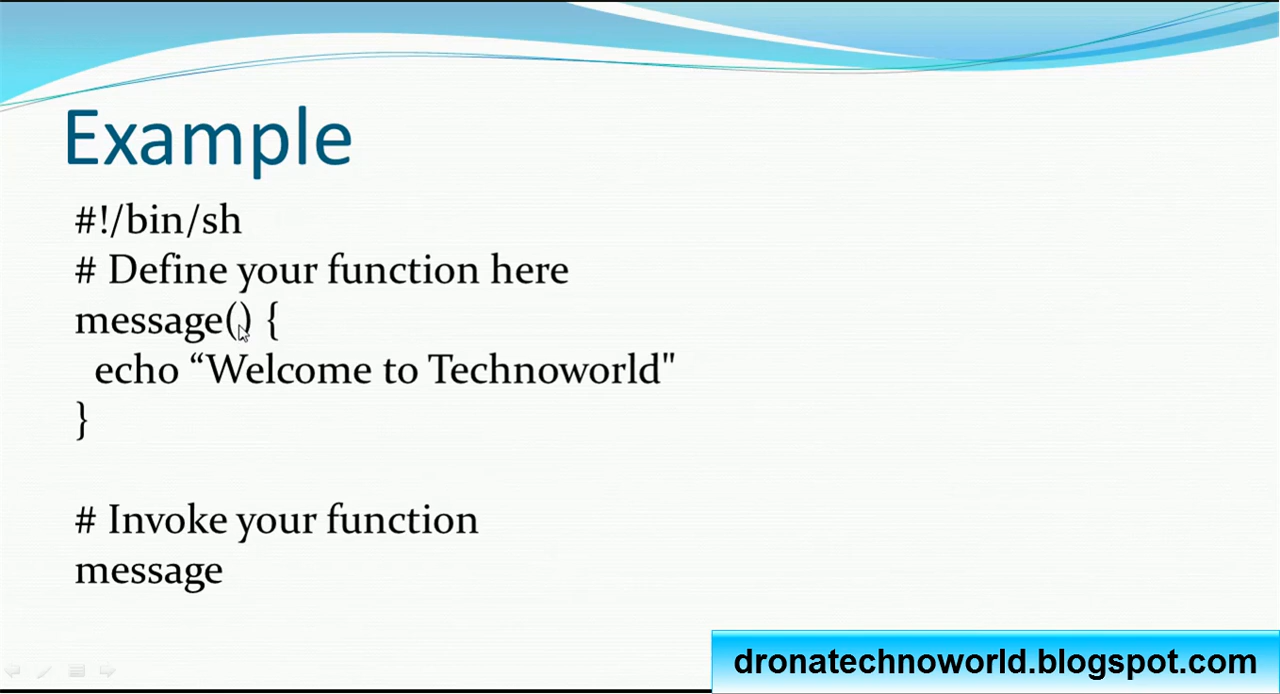 Example
#!/bin/sh
# Define your function here
message() {
echo “Welcome to Technoworld"
}
# Invoke your function
message
dronatechnoworld.blogspot.com